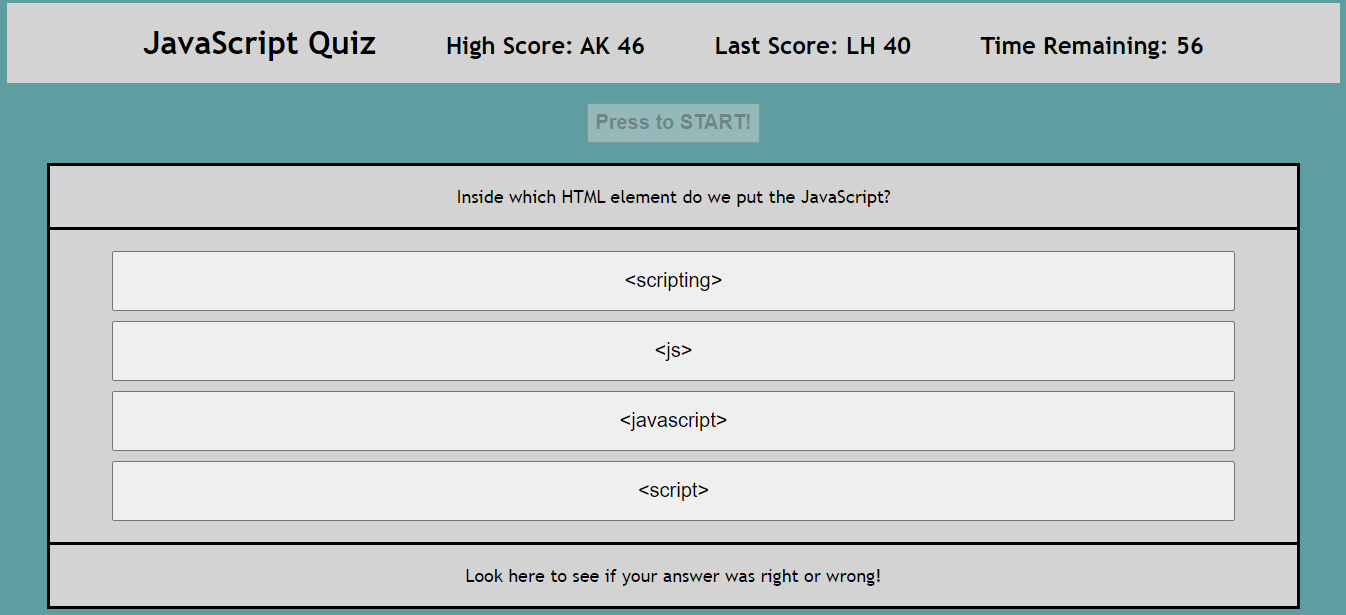 JavaScript Quiz High Score: AK 46 Last Score: LH 40 Time Remaining: 56
Press to START!
Inside which HTML element do we put the JavaScript?
<scripting>
<js>
<javascript>
<script>
Look here to see if your answer was right or wrong!